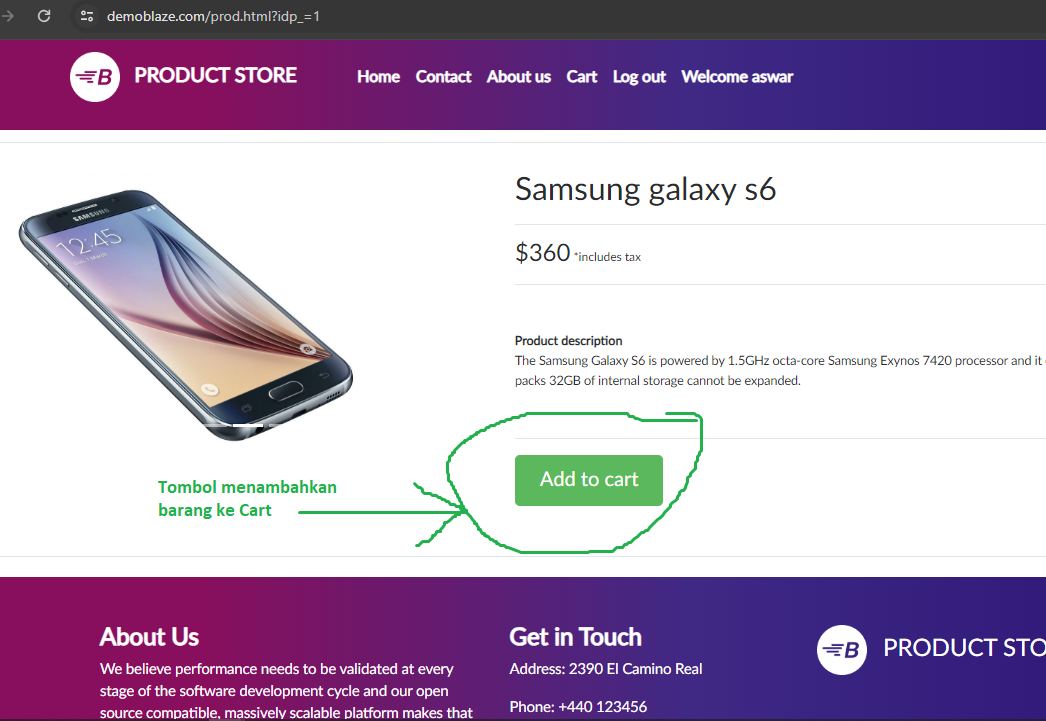 demoblaze.com/prod.html?idp_=1
B PRODUCT STORE Home Contact About us Cart Log out Welcome aswar
Samsung galaxy s6
$360 *includes tax
SAMSUNG
12:45
Product description
The Samsung Galaxy S6 is powered by 1.5GHz octa-core Samsung Exynos 7420 processor and it
packs 32GB of internal storage cannot be expanded.
Add to cart
Tombol menambahkan
barang ke Cart
About Us
We believe performance needs to be validated at every
stage of the software development cycle and our open
source compatible, massively scalable platform makes that
Get in Touch
Address: 2390 El Camino Real
Phone: +440 123456
B PRODUCT STO